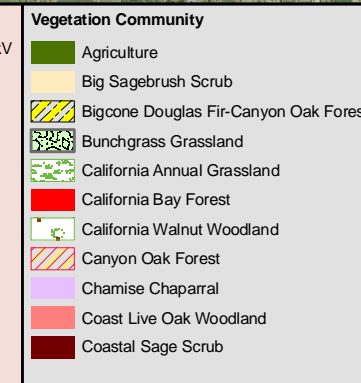 Vegetation Community
Agriculture
Big Sagebrush Scrub
Bigcone Douglas Fir-Canyon Oak Fores
Bunchgrass Grassland
California Annual Grassland
California Bay Forest
California Walnut Woodland
Canyon Oak Forest
Chamise Chaparral
Coast Live Oak Woodland
Coastal Sage Scrub